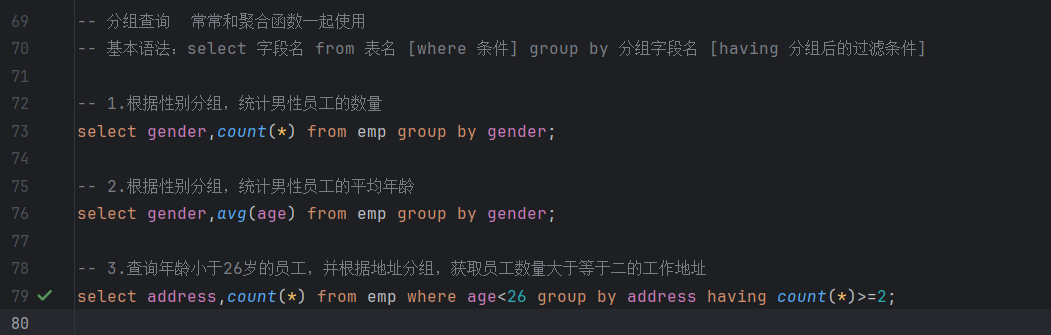 69 -- 分组查询  常常和聚合函数一起使用
70 -- 基本语法：select 字段名 from 表名 [where 条件] group by 分组字段名 [having 分组后的过滤条件]
71
72 -- 1.根据性别分组，统计男性员工的数量
73 select gender,count(*) from emp group by gender;
74
75 -- 2.根据性别分组，统计男性员工的平均年龄
76 select gender,avg(age) from emp group by gender;
77
78 -- 3.查询年龄小于26岁的员工，并根据地址分组，获取员工数量大于等于二的工作地址
79 select address,count(*) from emp where age<26 group by address having count(*)>=2;
80